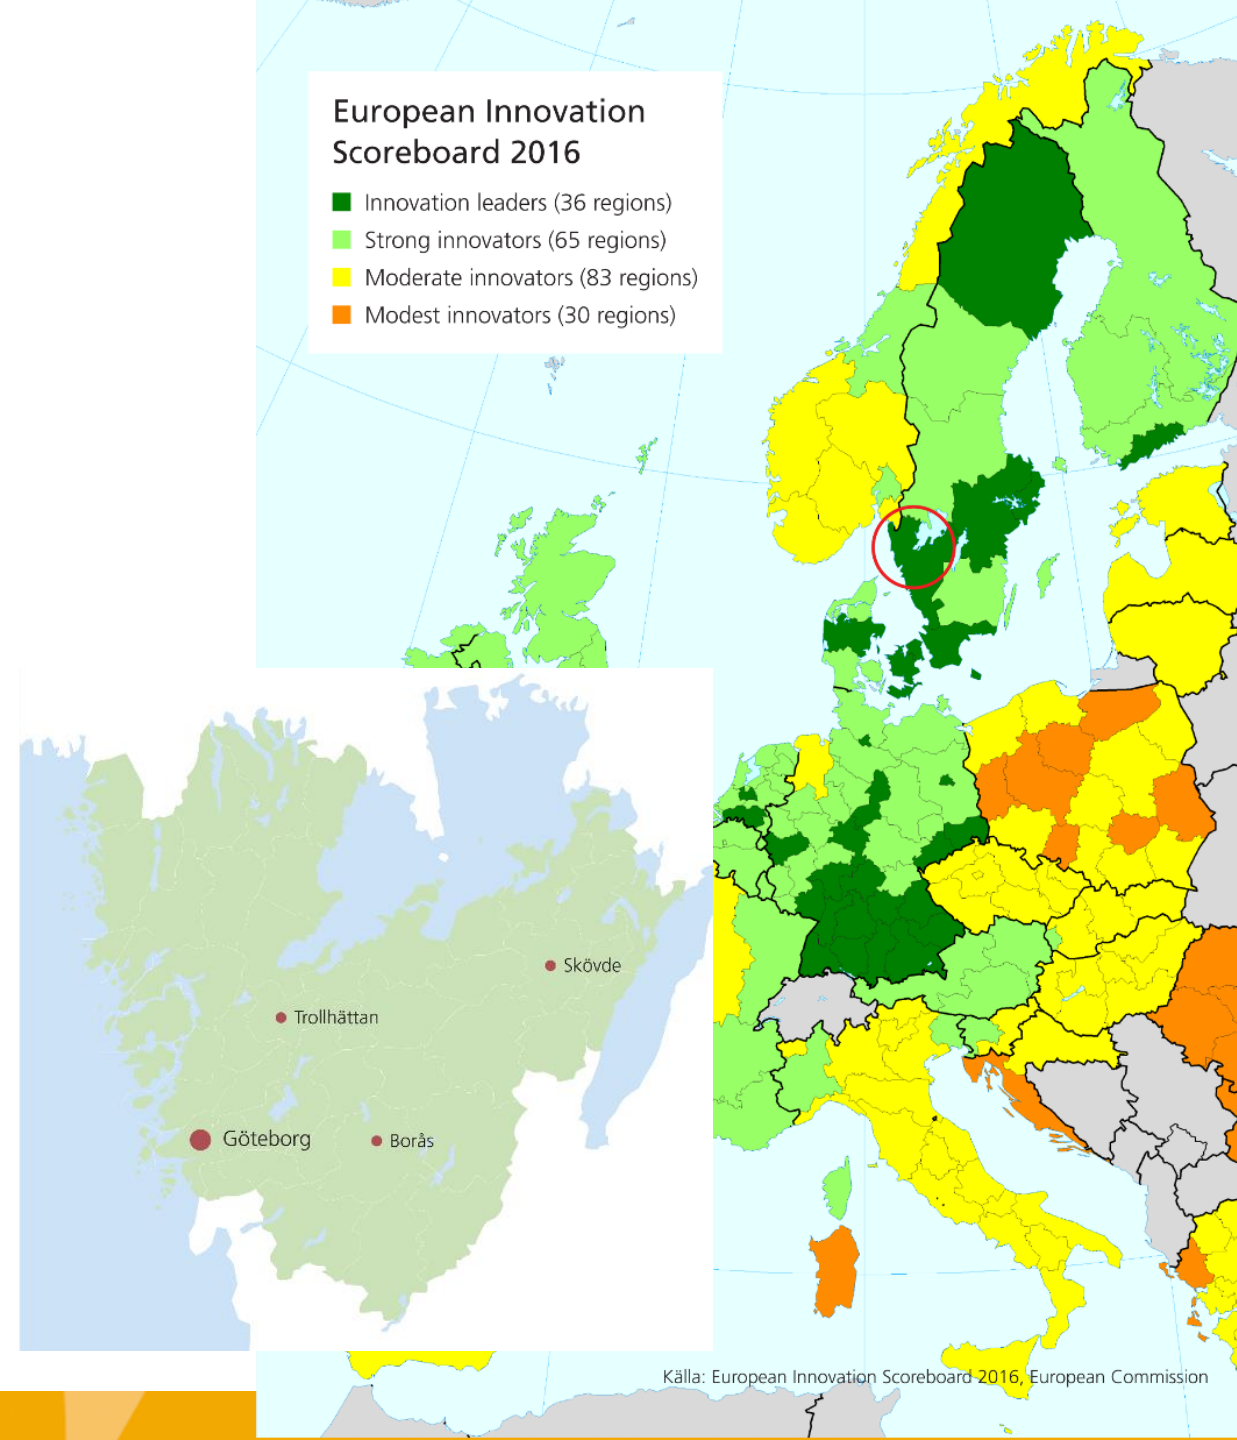 European Innovation
Scoreboard 2016
Innovation leaders (36 regions)
Strong innovators (65 regions)
Moderate innovators (83 regions)
Modest innovators (30 regions)
Skövde
Trollhättan
Göteborg
Borås
Källa: European Innovation Scoreboard 2016, European Commission